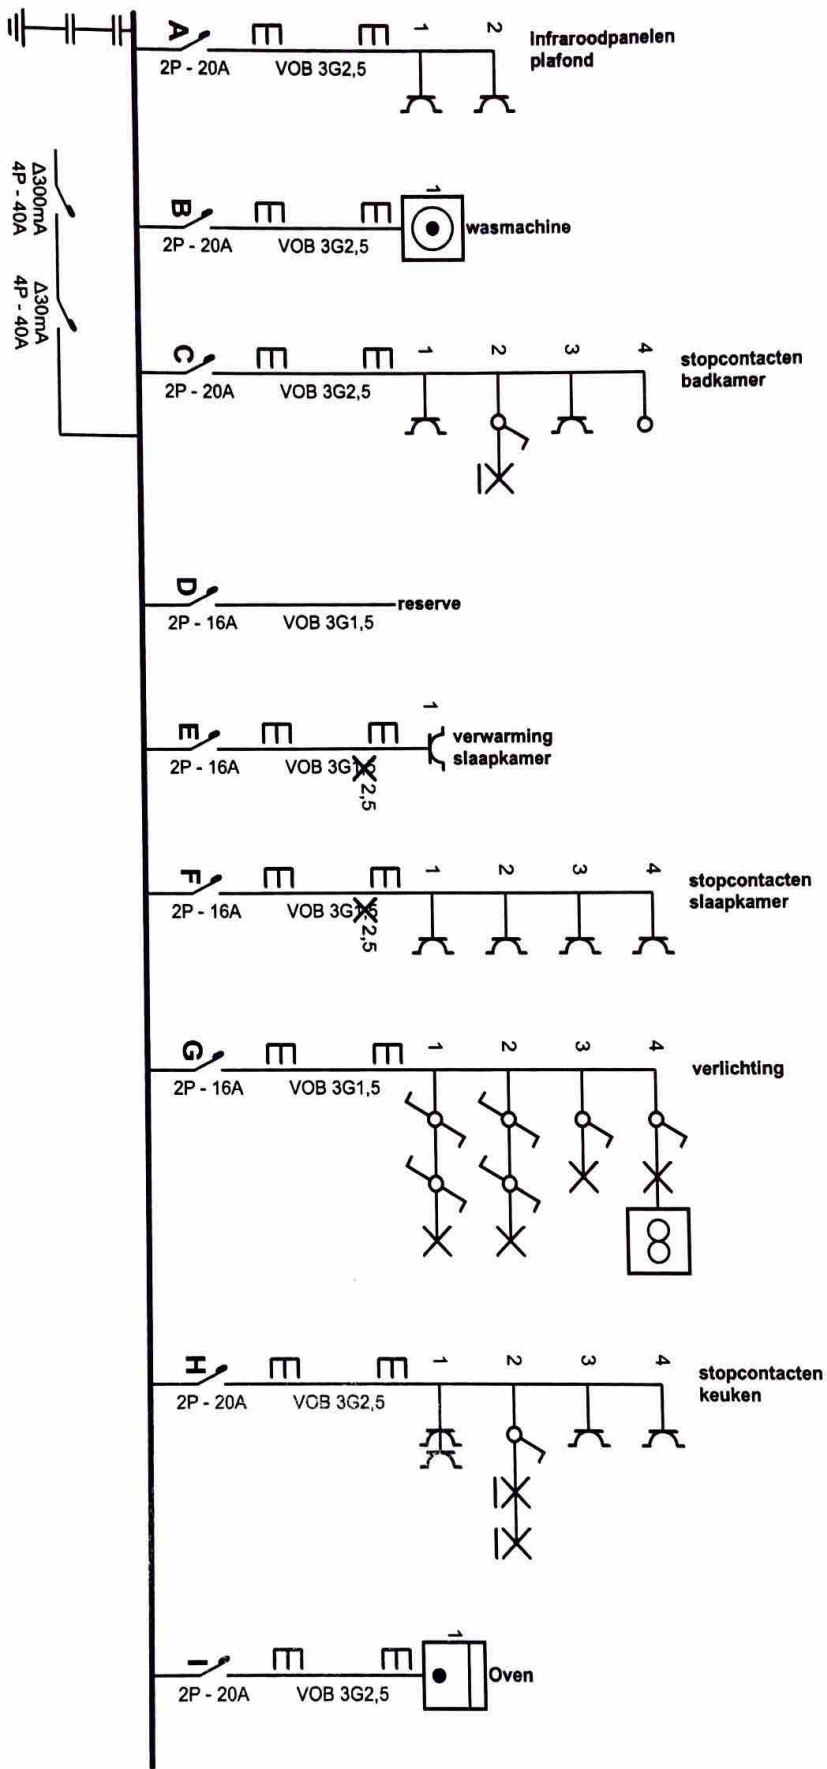 A
1
2
Infraroodpanelen
plafond
2P - 20A
VOB 3G2,5
Δ300mA
4P - 40A
Δ30mA
4P - 40A
B
1
wasmachine
2P - 20A
VOB 3G2,5
C
1
2
3
4
stopcontacten
badkamer
2P - 20A
VOB 3G2,5
D
reserve
2P - 16A
VOB 3G1,5
E
1
verwarming
slaapkamer
2P - 16A
VOB 3G1,5
2,5
F
1
2
3
4
stopcontacten
slaapkamer
2P - 16A
VOB 3G1,5
2,5
G
1
2
3
4
verlichting
2P - 16A
VOB 3G1,5
H
1
2
3
4
stopcontacten
keuken
2P - 20A
VOB 3G2,5
I
1
Oven
2P - 20A
VOB 3G2,5